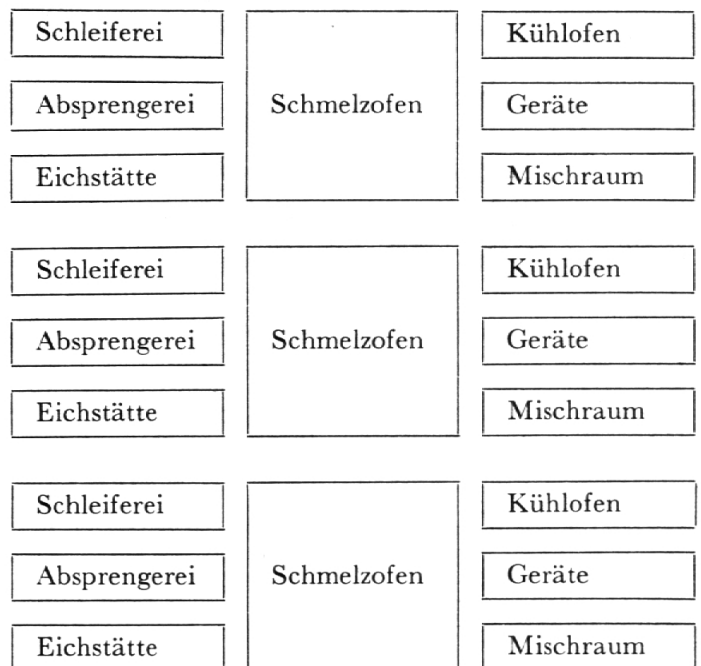 Schleiferei
Absprengerei
Eichstätte
Schmelzofen
Kühlofen
Geräte
Mischraum
Schleiferei
Absprengerei
Eichstätte
Schmelzofen
Kühlofen
Geräte
Mischraum
Schleiferei
Absprengerei
Eichstätte
Schmelzofen
Kühlofen
Geräte
Mischraum